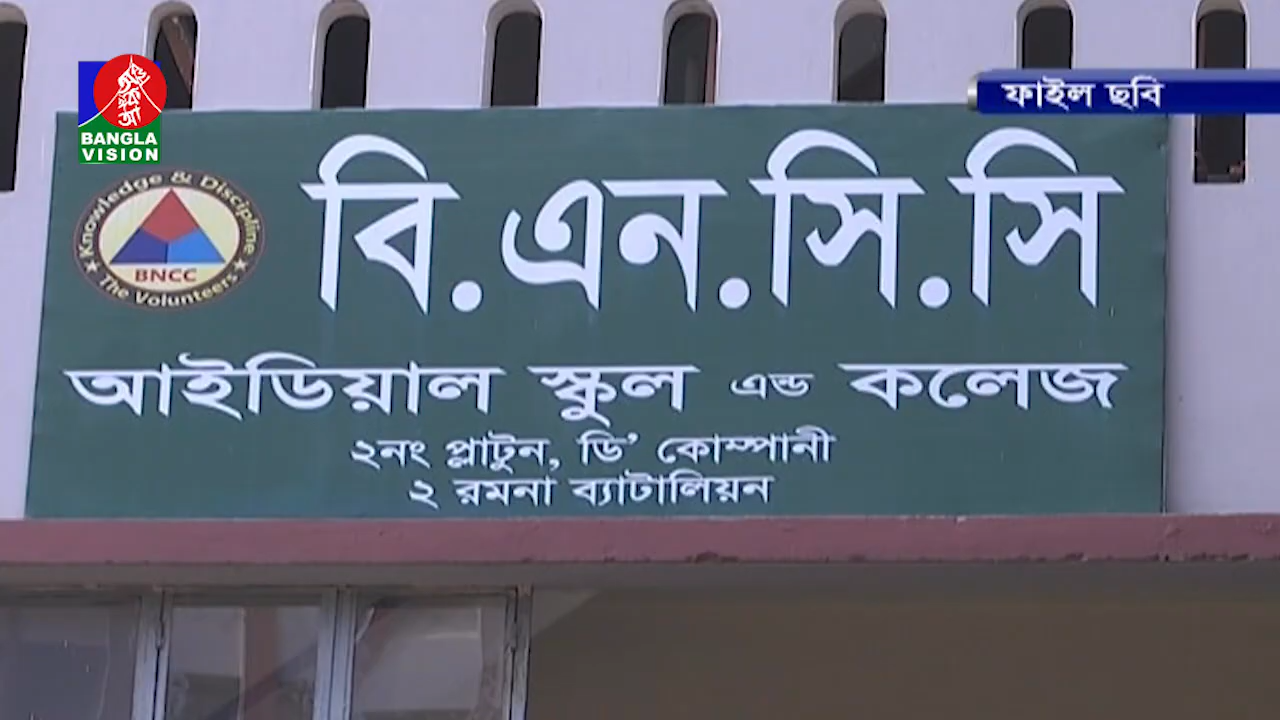 BANGLA
VISION
ফাইল ছবি
Knowledge & Discipline
BNCC
The Volunteers
বি.এন.সি.সি
আইডিয়াল স্কুল এন্ড কলেজ
২নং প্লাটুন, ডি’ কোম্পানী
২ রমনা ব্যাটালিয়ন